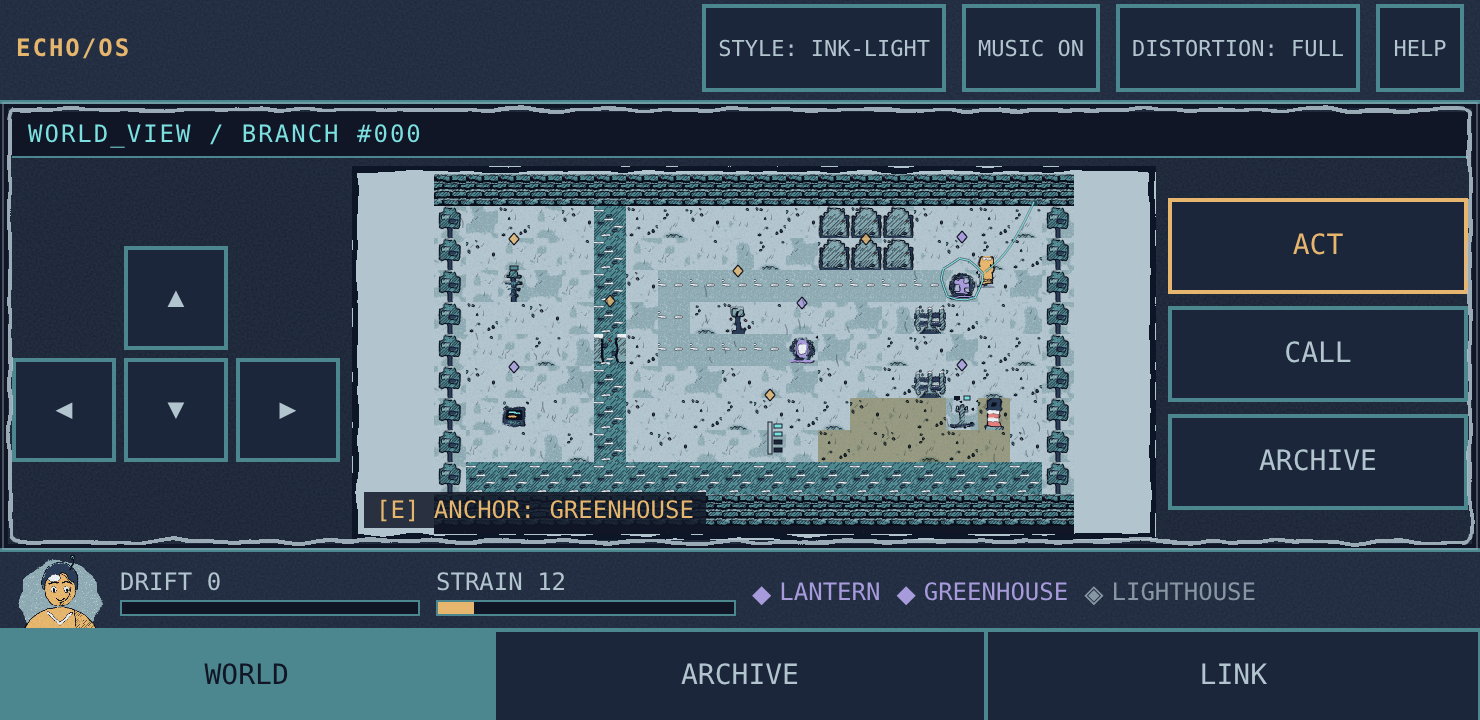 ECHO/OS
STYLE: INK-LIGHT
MUSIC ON
DISTORTION: FULL
HELP
WORLD_VIEW / BRANCH #000
ACT
CALL
ARCHIVE
[E] ANCHOR: GREENHOUSE
DRIFT 0
STRAIN 12
LANTERN
GREENHOUSE
LIGHTHOUSE
WORLD
ARCHIVE
LINK